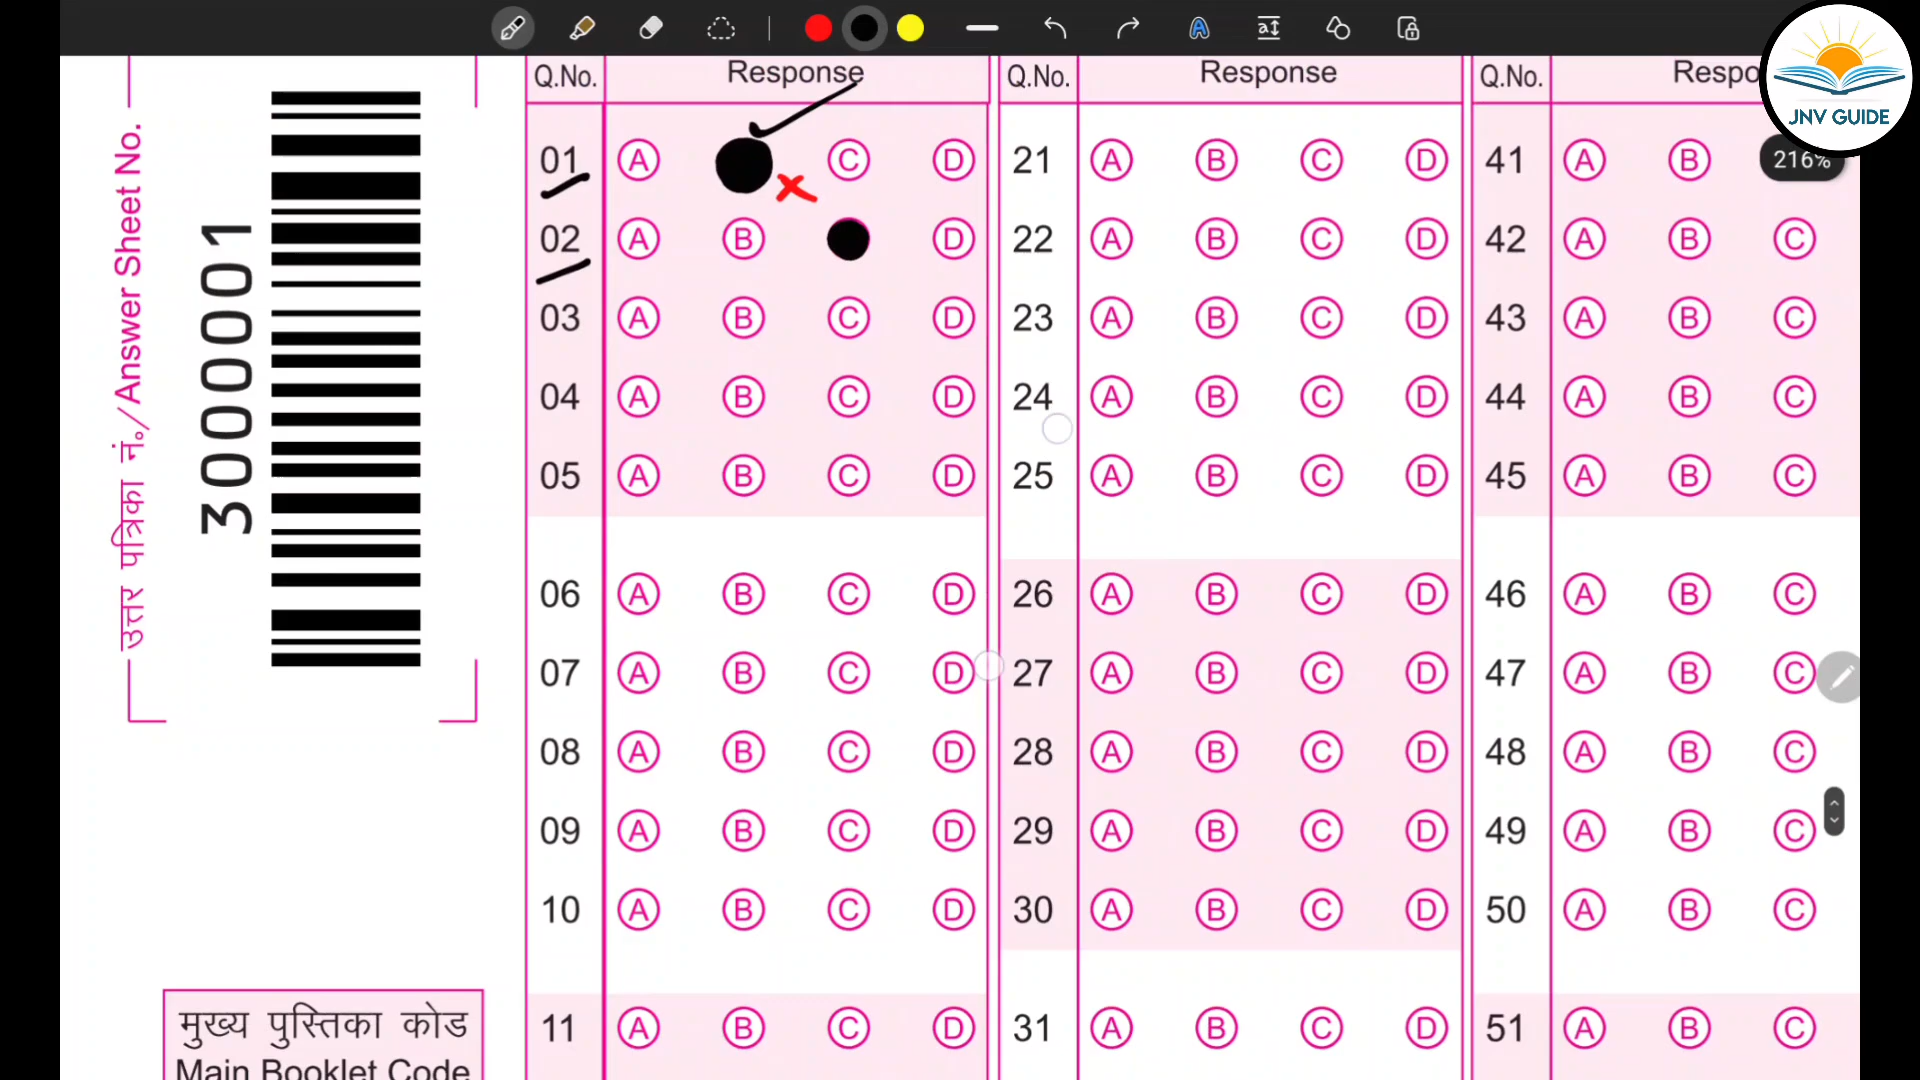 Q.No. Response Q.No. Response Q.No. Respo
JNV GUIDE
216%
उत्तर पत्रिका नं./Answer Sheet No.
3000001
01 A C D 21 A B C D 41 A B
02 A B D 22 A B C D 42 A B C
03 A B C D 23 A B C D 43 A B C
04 A B C D 24 A B C D 44 A B C
05 A B C D 25 A B C D 45 A B C
06 A B C D 26 A B C D 46 A B C
07 A B C D 27 A B C D 47 A B C
08 A B C D 28 A B C D 48 A B C
09 A B C D 29 A B C D 49 A B C
10 A B C D 30 A B C D 50 A B C
11 A B C D 31 A B C D 51 A B C
मुख्य पुस्तिका कोड
Main Booklet Code